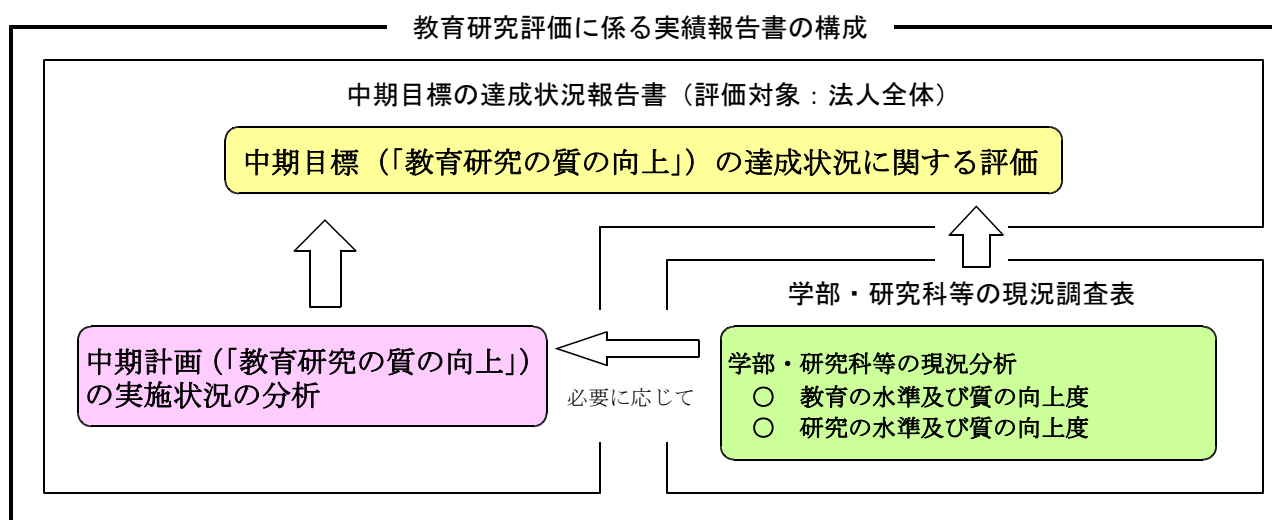 教育研究評価に係る実績報告書の構成
中期目標の達成状況報告書（評価対象：法人全体）
中期目標（「教育研究の質の向上」）の達成状況に関する評価
学部・研究科等の現況調査表
中期計画（「教育研究の質の向上」）
の実施状況の分析
必要に応じて
学部・研究科等の現況分析
○　教育の水準及び質の向上度
○　研究の水準及び質の向上度